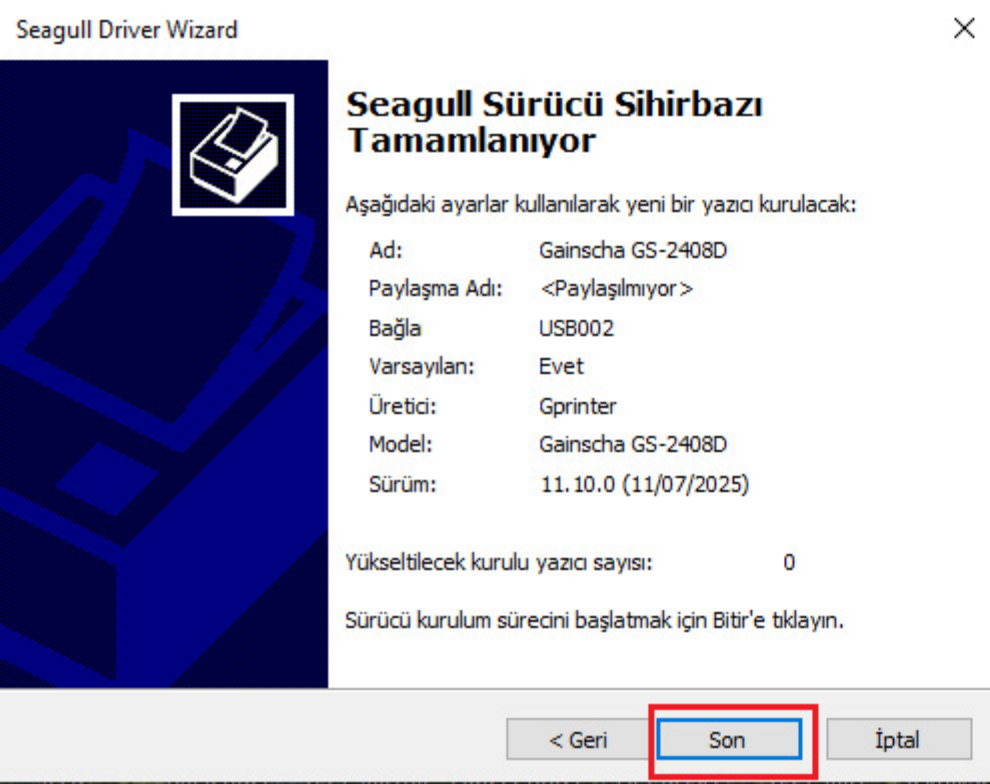 Seagull Driver Wizard
Seagull Sürücü Sihirbazı
Tamamlanıyor
Aşağıdaki ayarlar kullanılarak yeni bir yazıcı kurulacak:
Ad: Gainscha GS-2408D
Paylaşma Adı: <Paylaşılmıyor>
Bağla USB002
Varsayılan: Evet
Üretici: Gprinter
Model: Gainscha GS-2408D
Sürüm: 11.10.0 (11/07/2025)
Yükseltilecek kurulu yazıcı sayısı: 0
Sürücü kurulum sürecini başlatmak için Bitir'e tıklayın.
< Geri Son İptal